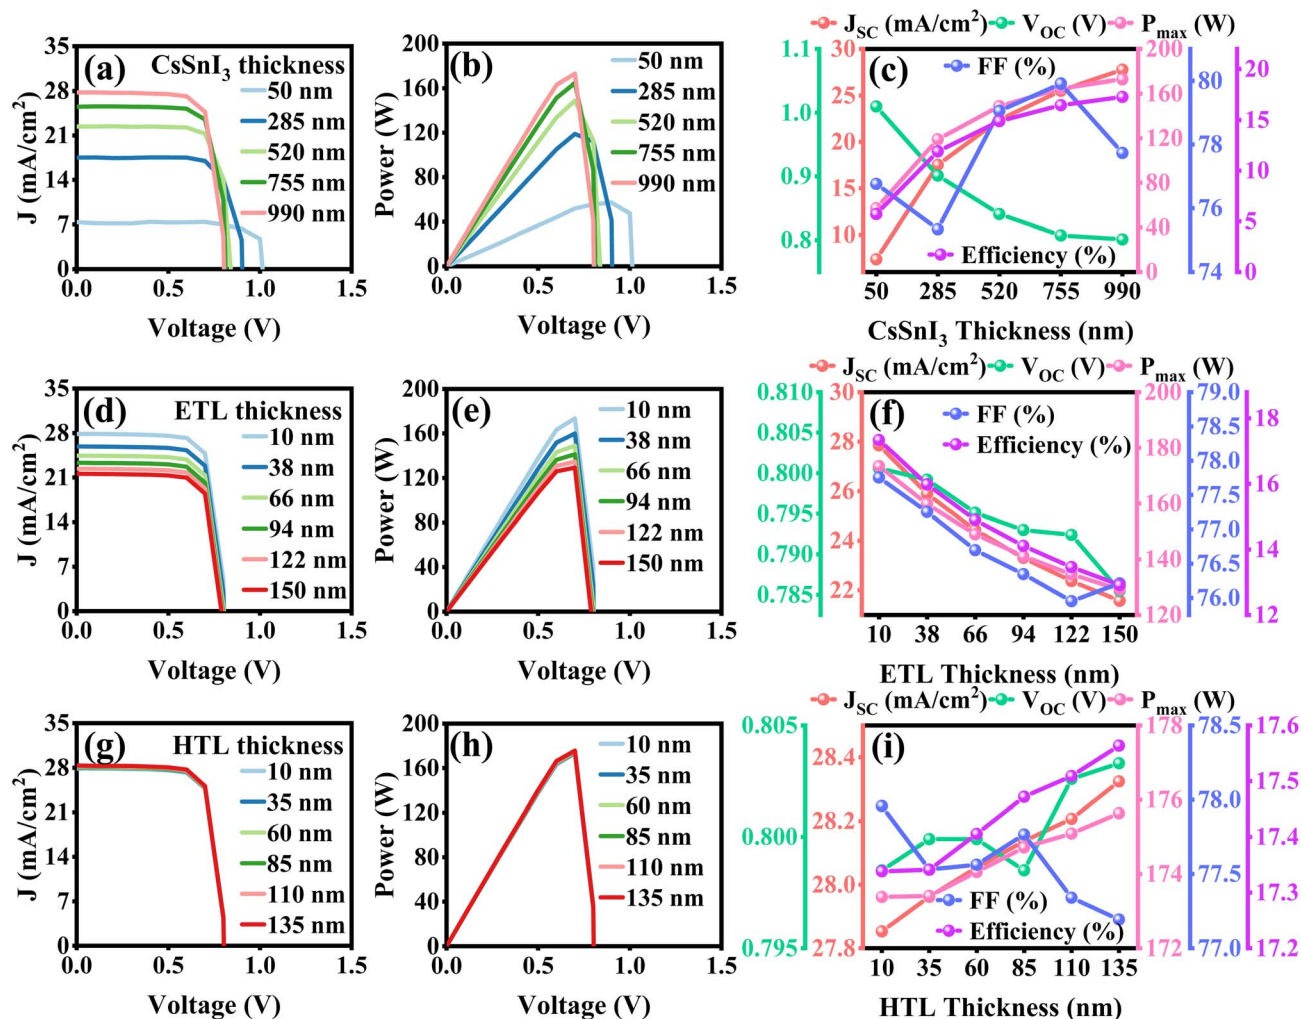 J_SC (mA/cm²) V_OC (V) P_max (W)
(a) CsSnI₃ thickness
50 nm
285 nm
520 nm
755 nm
990 nm
J (mA/cm²)
35
28
21
14
7
0
0.0 0.5 1.0 1.5
Voltage (V)
(b)
50 nm
285 nm
520 nm
755 nm
990 nm
Power (W)
200
160
120
80
40
0
0.0 0.5 1.0 1.5
Voltage (V)
(c) FF (%)
Efficiency (%)
1.1
1.0
0.9
0.8
30
25
20
15
10
200
160
120
80
40
0
80
78
76
74
20
15
10
5
0
50 285 520 755 990
CsSnI₃ Thickness (nm)
J_SC (mA/cm²) V_OC (V) P_max (W)
(d) ETL thickness
10 nm
38 nm
66 nm
94 nm
122 nm
150 nm
J (mA/cm²)
35
28
21
14
7
0
0.0 0.5 1.0 1.5
Voltage (V)
(e)
10 nm
38 nm
66 nm
94 nm
122 nm
150 nm
Power (W)
200
160
120
80
40
0
0.0 0.5 1.0 1.5
Voltage (V)
(f) FF (%)
Efficiency (%)
0.810
0.805
0.800
0.795
0.790
0.785
30
28
26
24
22
200
180
160
140
120
79.0
78.5
78.0
77.5
77.0
76.5
76.0
18
16
14
12
10 38 66 94 122 150
ETL Thickness (nm)
J_SC (mA/cm²) V_OC (V) P_max (W)
(g) HTL thickness
10 nm
35 nm
60 nm
85 nm
110 nm
135 nm
J (mA/cm²)
35
28
21
14
7
0
0.0 0.5 1.0 1.5
Voltage (V)
(h)
10 nm
35 nm
60 nm
85 nm
110 nm
135 nm
Power (W)
200
160
120
80
40
0
0.0 0.5 1.0 1.5
Voltage (V)
(i)
FF (%)
Efficiency (%)
0.805
0.800
0.795
28.4
28.2
28.0
27.8
178
176
174
172
78.5
78.0
77.5
77.0
17.6
17.5
17.4
17.3
17.2
10 35 60 85 110 135
HTL Thickness (nm)